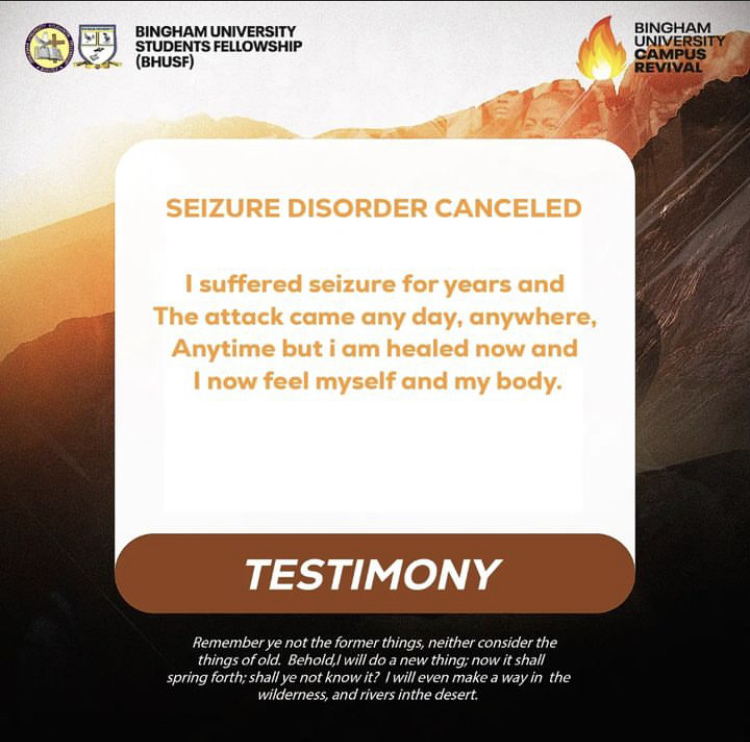 BINGHAM UNIVERSITY
STUDENTS FELLOWSHIP
(BHUSF)
BINGHAM
UNIVERSITY
CAMPUS
REVIVAL
SEIZURE DISORDER CANCELED
I suffered seizure for years and
The attack came any day, anywhere,
Anytime but i am healed now and
I now feel myself and my body.
TESTIMONY
Remember ye not the former things, neither consider the
things of old. Behold,I will do a new thing; now it shall
spring forth; shall ye not know it? I will even make a way in the
wilderness, and rivers inthe desert.